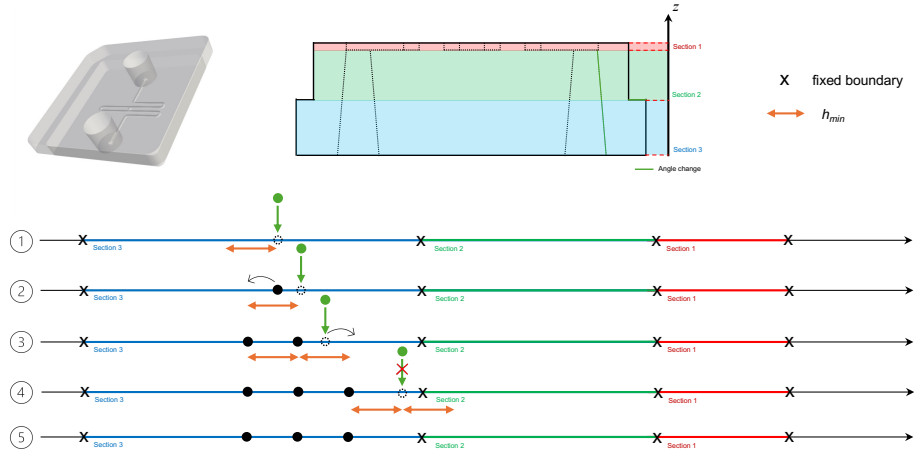 z
Section 1
Section 2
Section 3
Angle change
X fixed boundary
h_min
1
X X X X
Section 3 Section 2 Section 1
2
X X X X
Section 3 Section 2 Section 1
3
X X X X
Section 3 Section 2 Section 1
4
X X X X
Section 3 Section 2 Section 1
5
X X X X
Section 3 Section 2 Section 1